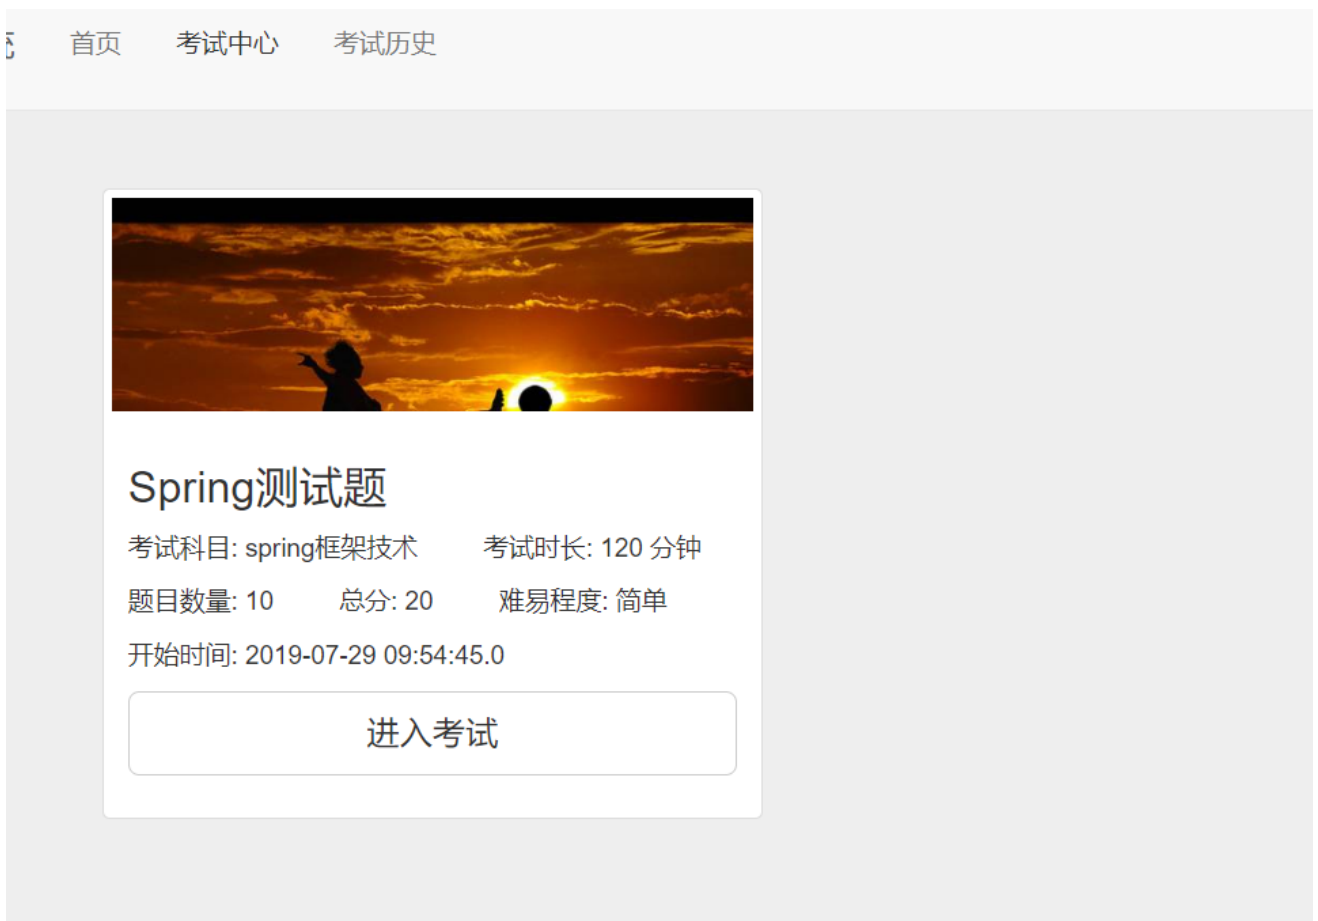 首页 考试中心 考试历史
Spring测试题
考试科目: spring框架技术 考试时长: 120 分钟
题目数量: 10 总分: 20 难易程度: 简单
开始时间: 2019-07-29 09:54:45.0
进入考试